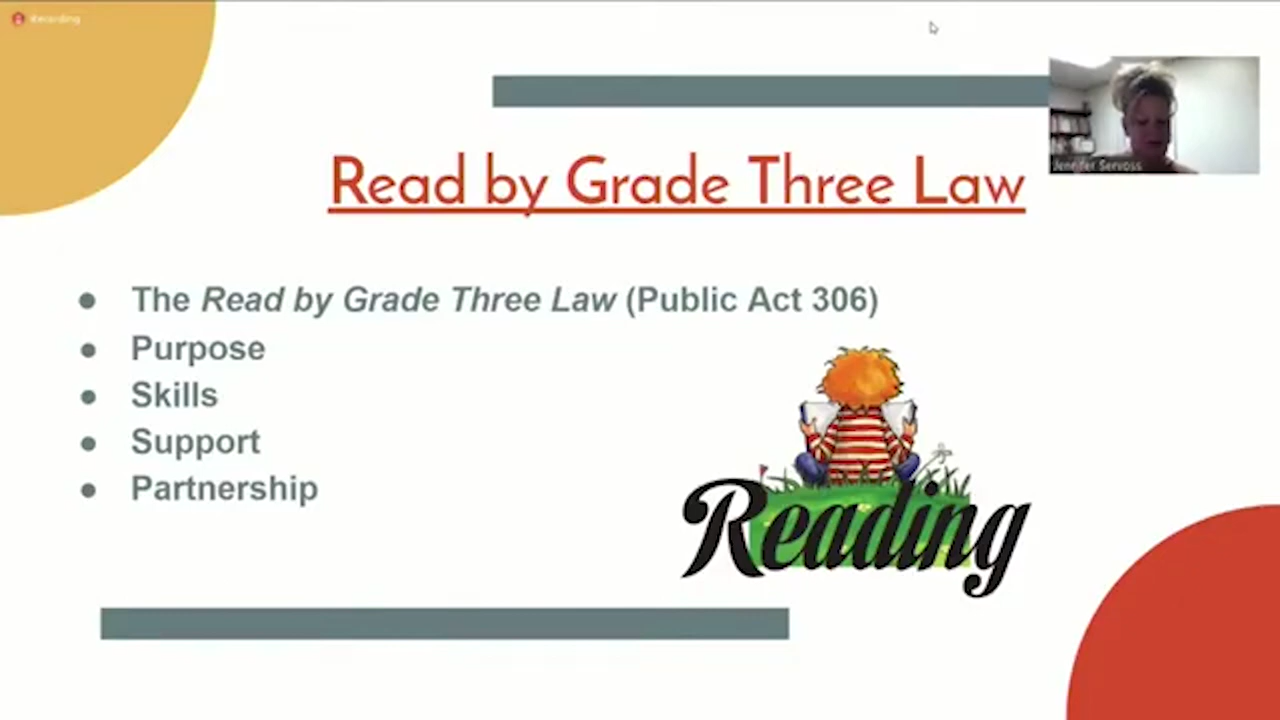 Recording
Read by Grade Three Law
Jennifer Servoss
● The Read by Grade Three Law (Public Act 306)
● Purpose
● Skills
● Support
● Partnership
Reading